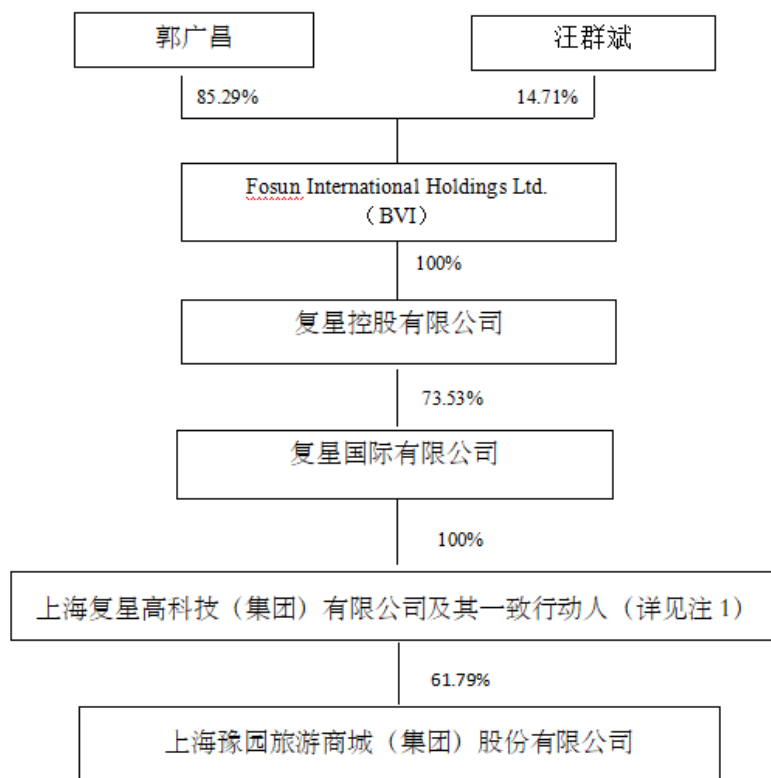 郭广昌
汪群斌
85.29%
14.71%
Fosun International Holdings Ltd.
（BVI）
100%
复星控股有限公司
73.53%
复星国际有限公司
100%
上海复星高科技（集团）有限公司及其一致行动人（详见注 1）
61.79%
上海豫园旅游商城（集团）股份有限公司